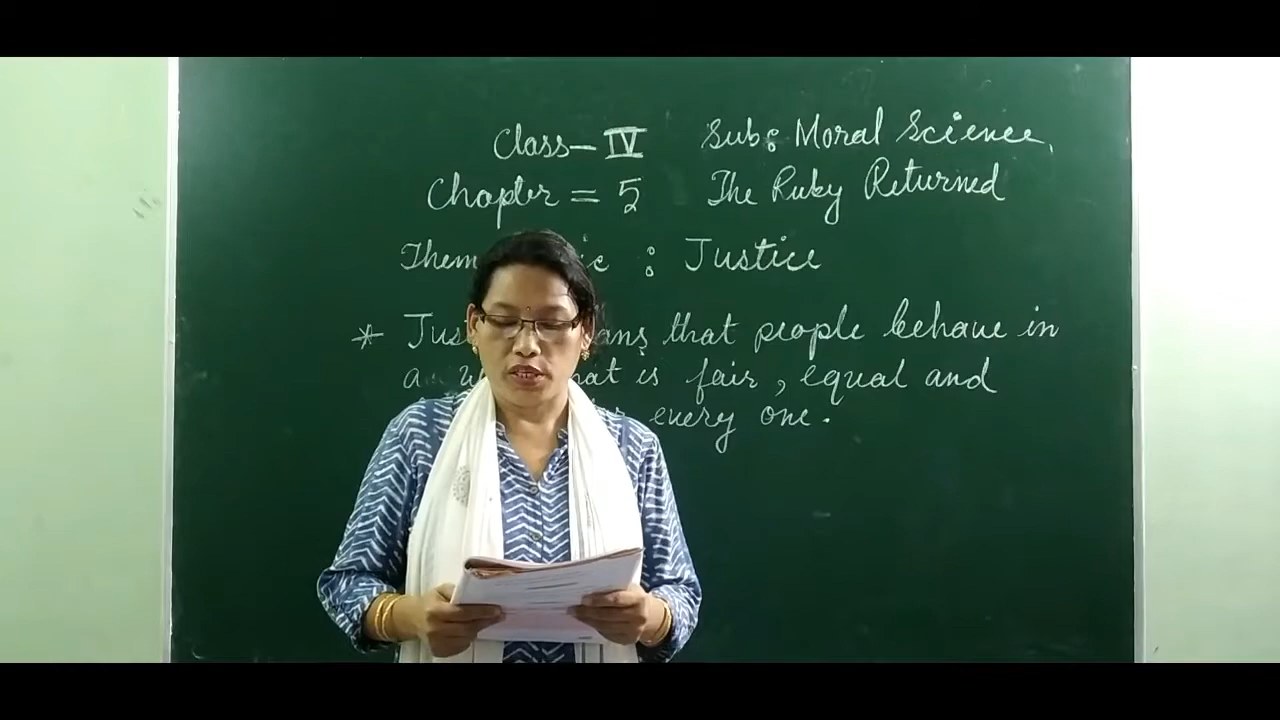 Class - IV Sub: Moral Science,
Chapter = 5 The Ruby Returned
: Justice
* that people behave in
a is fair, equal and
every one.